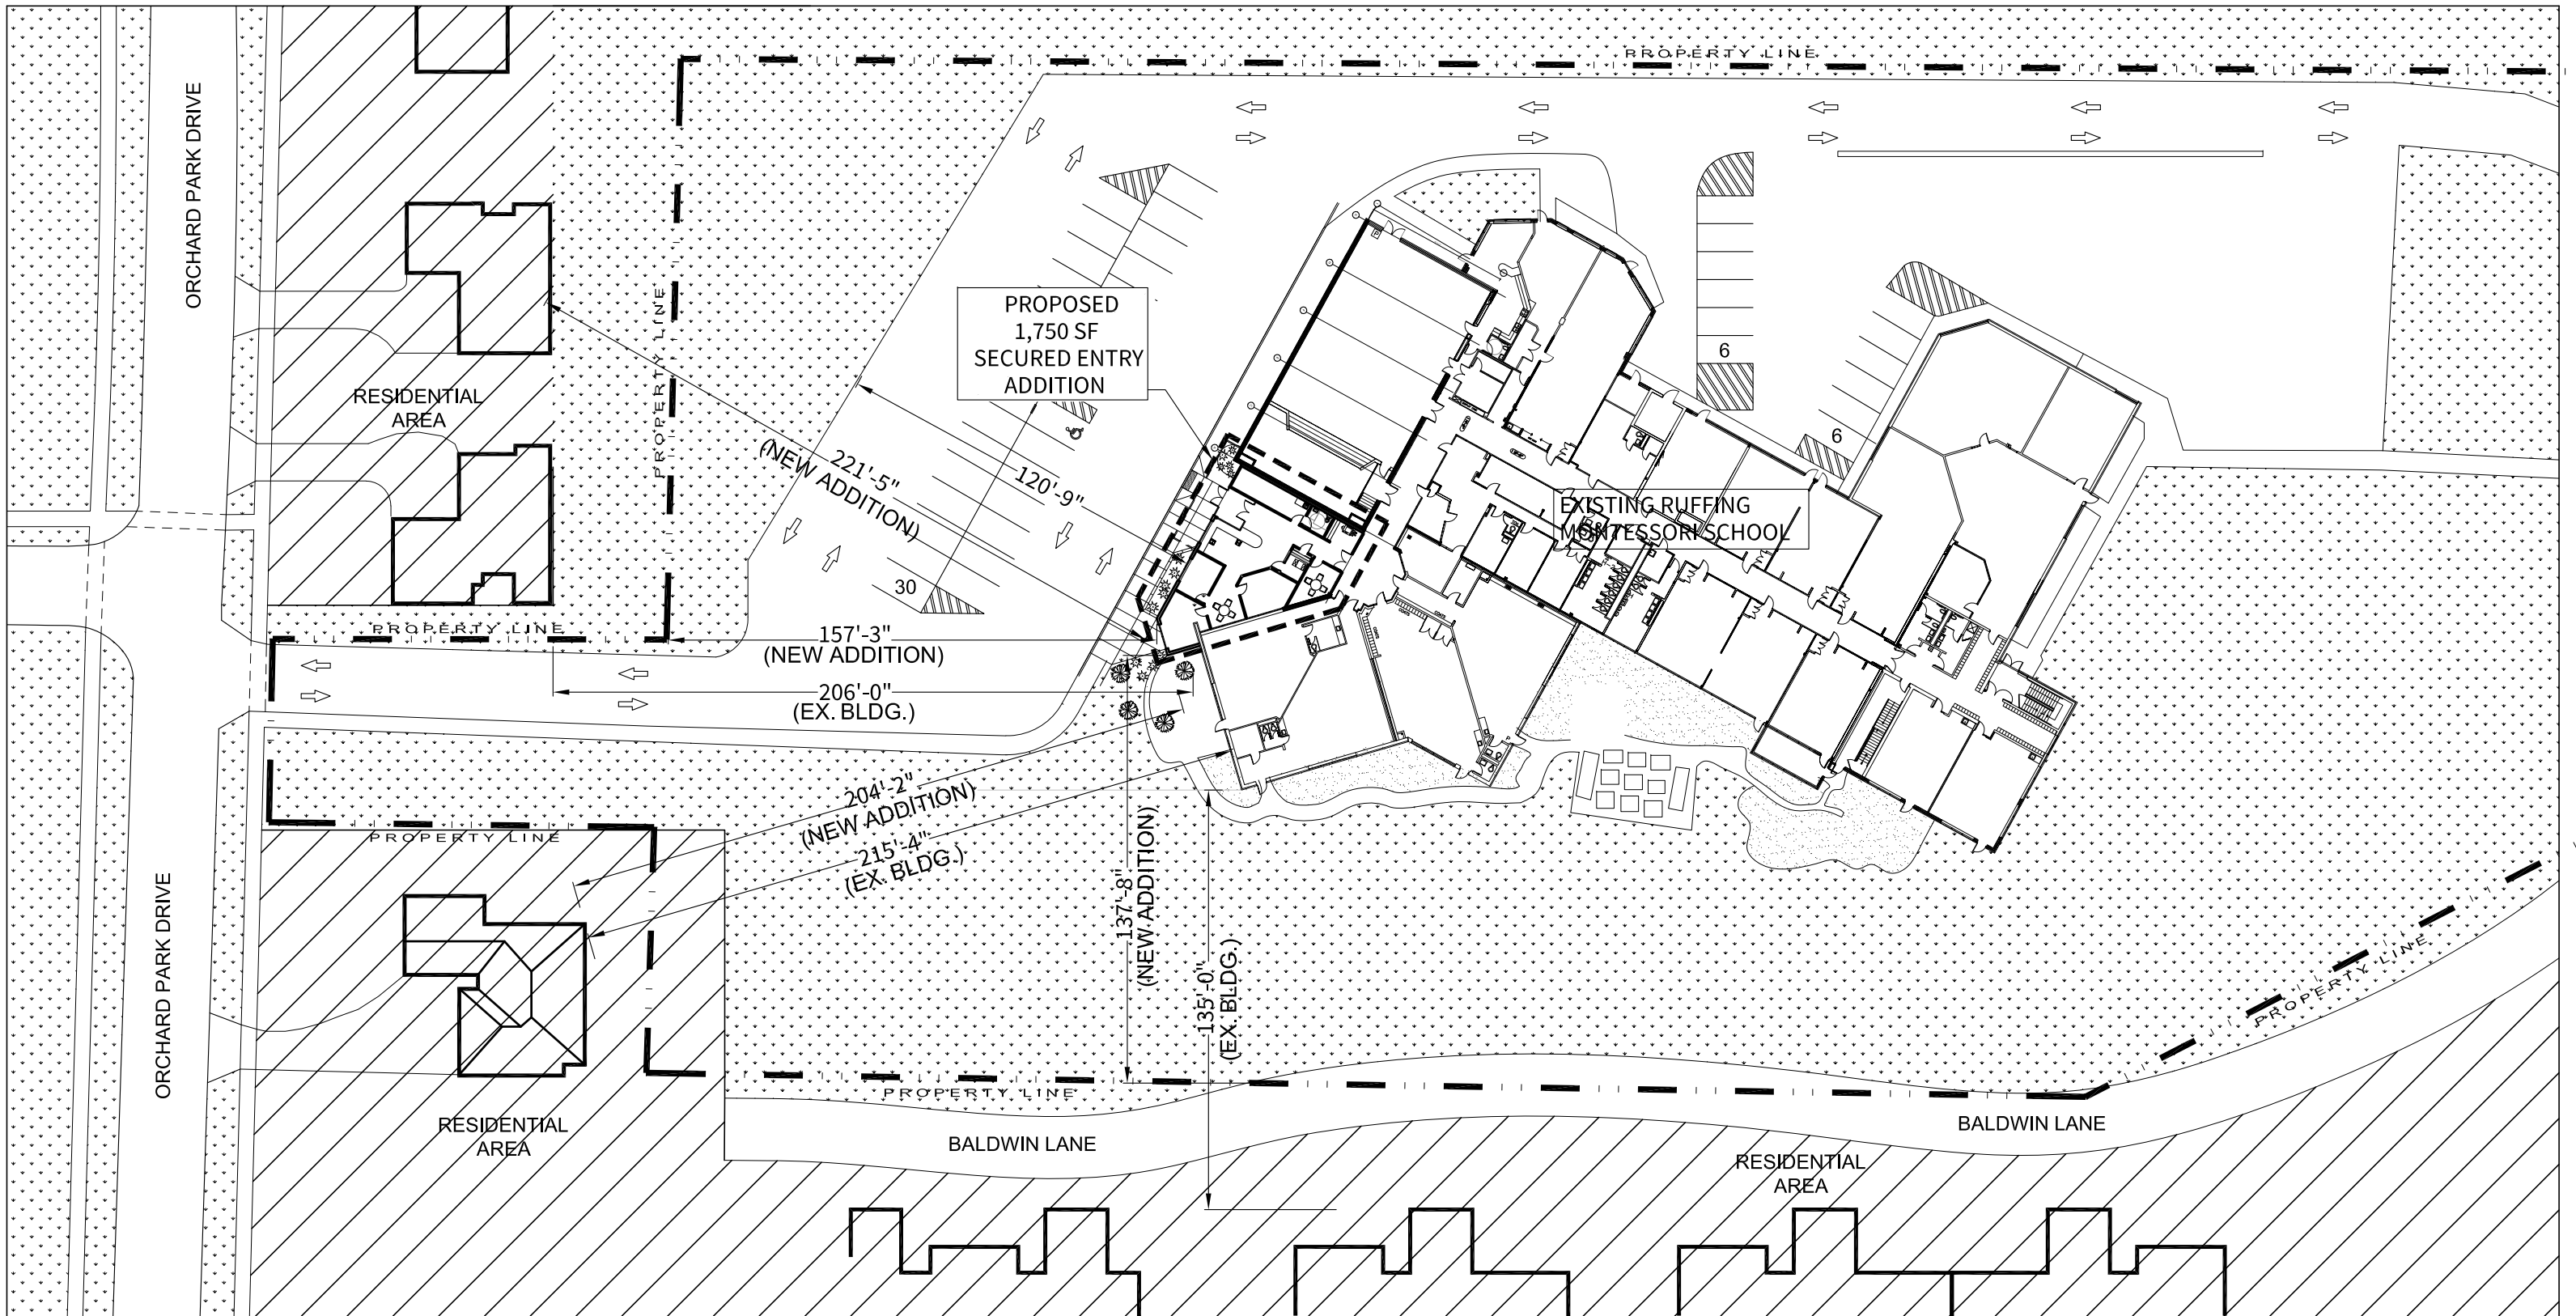 PROPERTY LINE
ORCHARD PARK DRIVE
PROPERTY LINE
PROPOSED
1,750 SF
SECURED ENTRY
ADDITION
6
6
RESIDENTIAL
AREA
221'-5"
(NEW ADDITION)
120'-9"
EXISTING RUFFING
MONTESSORI SCHOOL
30
PROPERTY LINE
157'-3"
(NEW ADDITION)
206'-0"
(EX. BLDG.)
204'-2"
(NEW ADDITION)
215'-4"
(EX. BLDG.)
PROPERTY LINE
137'-8"
(NEW ADDITION)
135'-0"
(EX. BLDG.)
ORCHARD PARK DRIVE
PROPERTY LINE
PROPERTY LINE
RESIDENTIAL
AREA
BALDWIN LANE
BALDWIN LANE
RESIDENTIAL
AREA